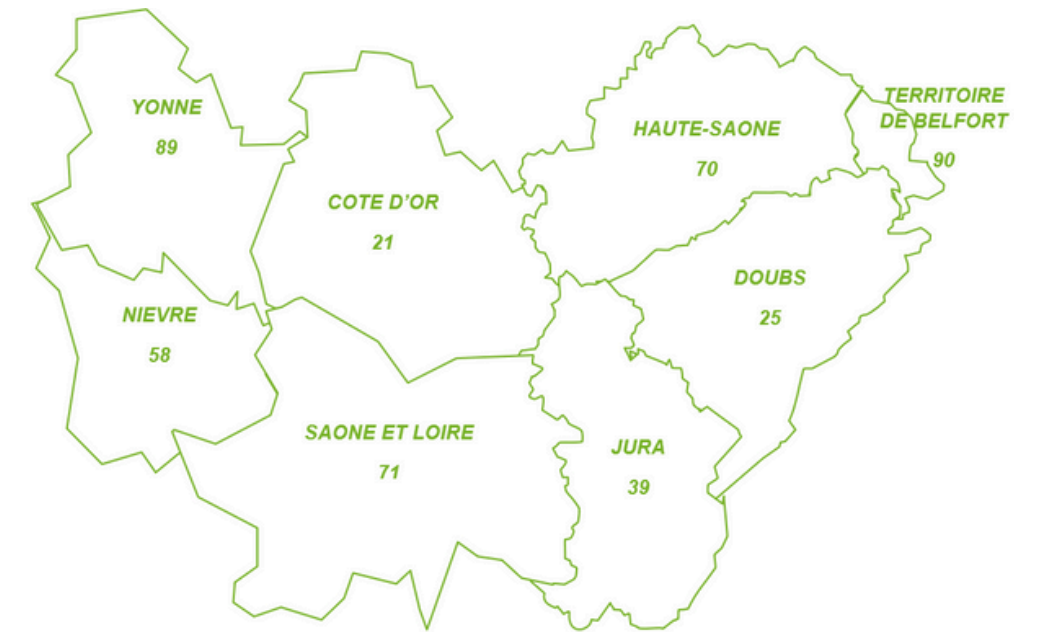 YONNE
89
COTE D'OR
21
HAUTE-SAONE
70
TERRITOIRE
DE BELFORT
90
NIEVRE
58
DOUBS
25
SAONE ET LOIRE
71
JURA
39